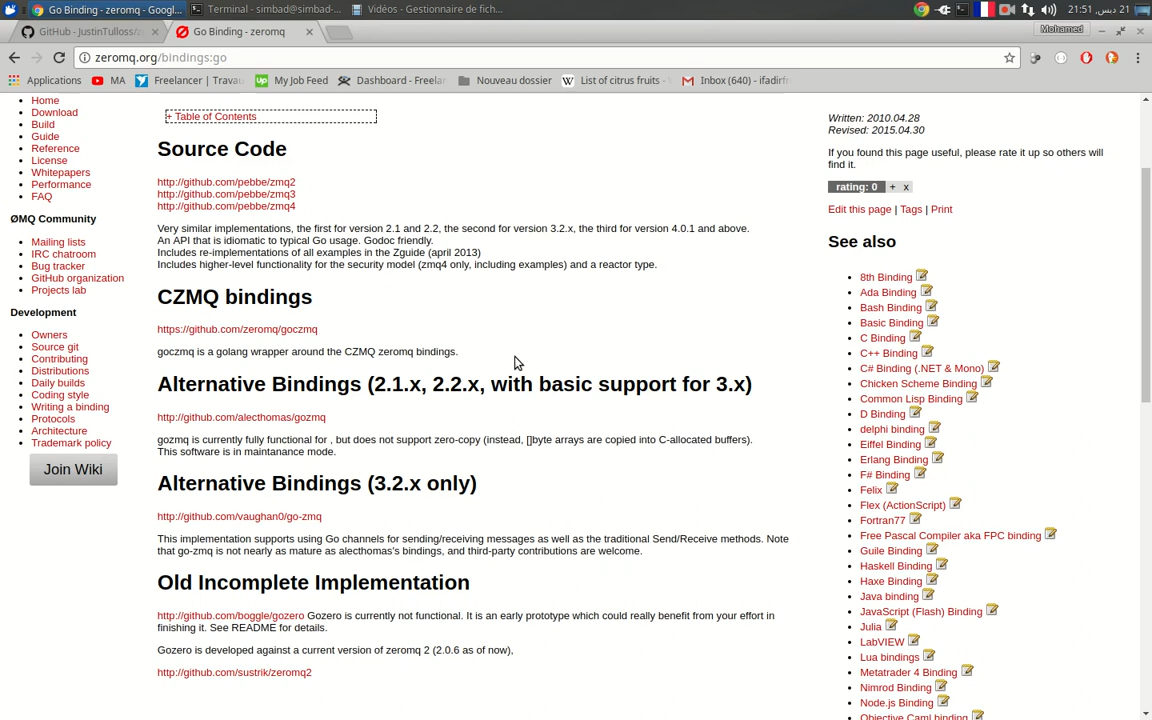 Go Binding - zeromq - Googl...
Terminal - simbad@simbad-...
Vidéos - Gestionnaire de fich...
21 ديس, 21:51
GitHub - JustinTulloss/ze
Go Binding - zeromq
Mohamed
zeromq.org/bindings:go
Applications
MA
Freelancer | Travau
My Job Feed
Dashboard - Freelan
Nouveau dossier
List of citrus fruits -
Inbox (640) - ifadirfr
Home
Download
Build
Guide
Reference
License
Whitepapers
Performance
FAQ
ØMQ Community
Mailing lists
IRC chatroom
Bug tracker
GitHub organization
Projects lab
Development
Owners
Source git
Contributing
Distributions
Daily builds
Coding style
Writing a binding
Protocols
Architecture
Trademark policy
Join Wiki
+ Table of Contents
Source Code
http://github.com/pebbe/zmq2
http://github.com/pebbe/zmq3
http://github.com/pebbe/zmq4
Very similar implementations, the first for version 2.1 and 2.2, the second for version 3.2.x, the third for version 4.0.1 and above.
An API that is idiomatic to typical Go usage. Godoc friendly.
Includes re-implementations of all examples in the Zguide (april 2013)
Includes higher-level functionality for the security model (zmq4 only, including examples) and a reactor type.
CZMQ bindings
https://github.com/zeromq/goczmq
goczmq is a golang wrapper around the CZMQ zeromq bindings.
Alternative Bindings (2.1.x, 2.2.x, with basic support for 3.x)
http://github.com/alecthomas/gozmq
gozmq is currently fully functional for , but does not support zero-copy (instead, []byte arrays are copied into C-allocated buffers).
This software is in maintanance mode.
Alternative Bindings (3.2.x only)
http://github.com/vaughan0/go-zmq
This implementation supports using Go channels for sending/receiving messages as well as the traditional Send/Receive methods. Note
that go-zmq is not nearly as mature as alecthomas's bindings, and third-party contributions are welcome.
Old Incomplete Implementation
http://github.com/boggle/gozero Gozero is currently not functional. It is an early prototype which could really benefit from your effort in
finishing it. See README for details.
Gozero is developed against a current version of zeromq 2 (2.0.6 as of now),
http://github.com/sustrik/zeromq2
Written: 2010.04.28
Revised: 2015.04.30
If you found this page useful, please rate it up so others will
find it.
rating: 0 + x
Edit this page | Tags | Print
See also
8th Binding
Ada Binding
Bash Binding
Basic Binding
C Binding
C++ Binding
C# Binding (.NET & Mono)
Chicken Scheme Binding
Common Lisp Binding
D Binding
delphi binding
Eiffel Binding
Erlang Binding
F# Binding
Felix
Flex (ActionScript)
Fortran77
Free Pascal Compiler aka FPC binding
Guile Binding
Haskell Binding
Haxe Binding
Java binding
JavaScript (Flash) Binding
Julia
LabVIEW
Lua bindings
Metatrader 4 Binding
Nimrod Binding
Node.js Binding
Objective Caml binding